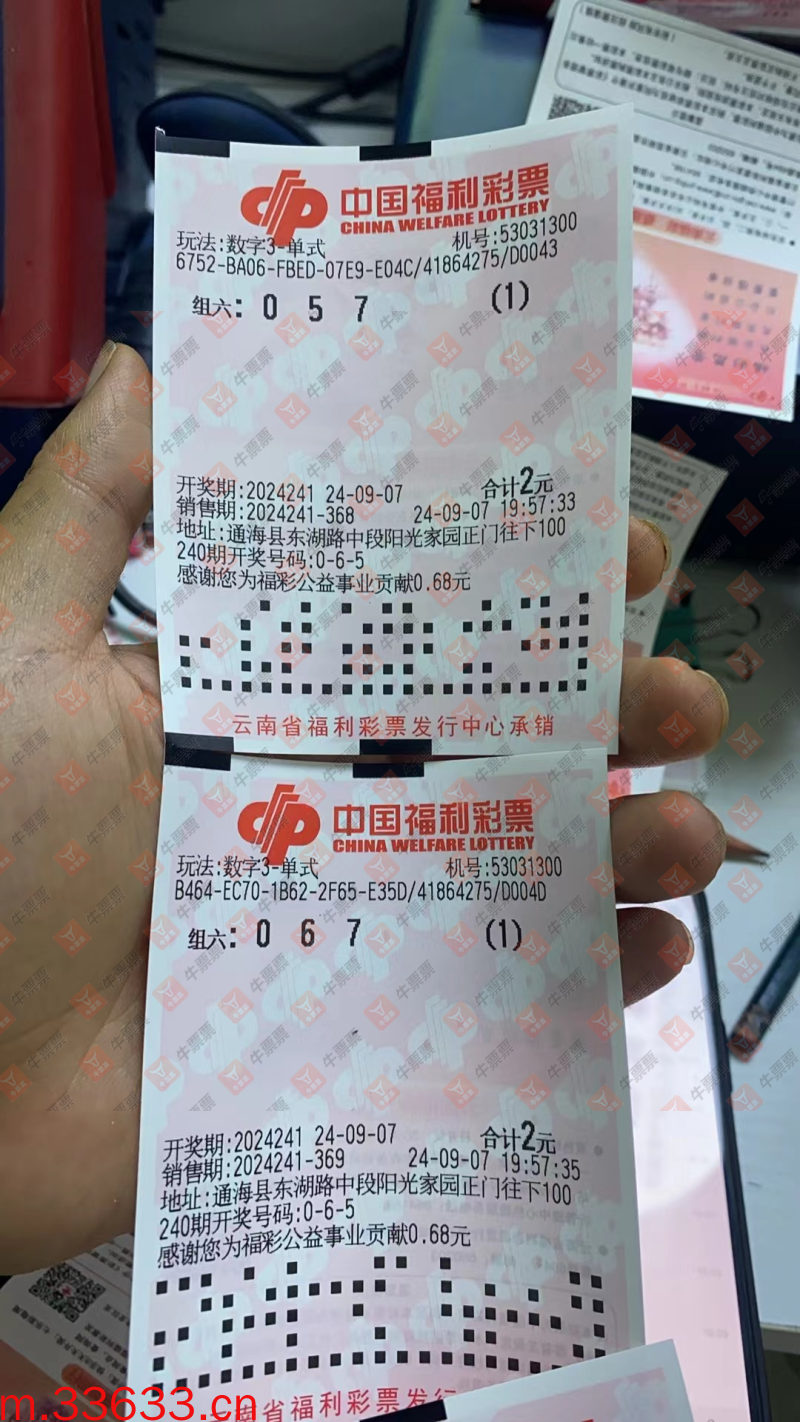 中国福利彩票
CHINA WELFARE LOTTERY
玩法:数字3-单式 机号:53031300
6752-BA06-FBED-07E9-E04C/41864275/D0043
组六: 0 5 7 (1)
开奖期:2024241 24-09-07 合计2元
销售期:2024241-368 24-09-07 19:57:33
地址:通海县东湖路中段阳光家园正门往下100
240期开奖号码:0-6-5
感谢您为福彩公益事业贡献0.68元
云南省福利彩票发行中心承销
中国福利彩票
CHINA WELFARE LOTTERY
玩法:数字3-单式 机号:53031300
B464-EC70-1B62-2F65-E35D/41864275/D004D
组六: 0 6 7 (1)
开奖期:2024241 24-09-07 合计2元
销售期:2024241-369 24-09-07 19:57:35
地址:通海县东湖路中段阳光家园正门往下100
240期开奖号码:0-6-5
感谢您为福彩公益事业贡献0.68元
南省福利彩票发行
m.33633.cn
牛票票